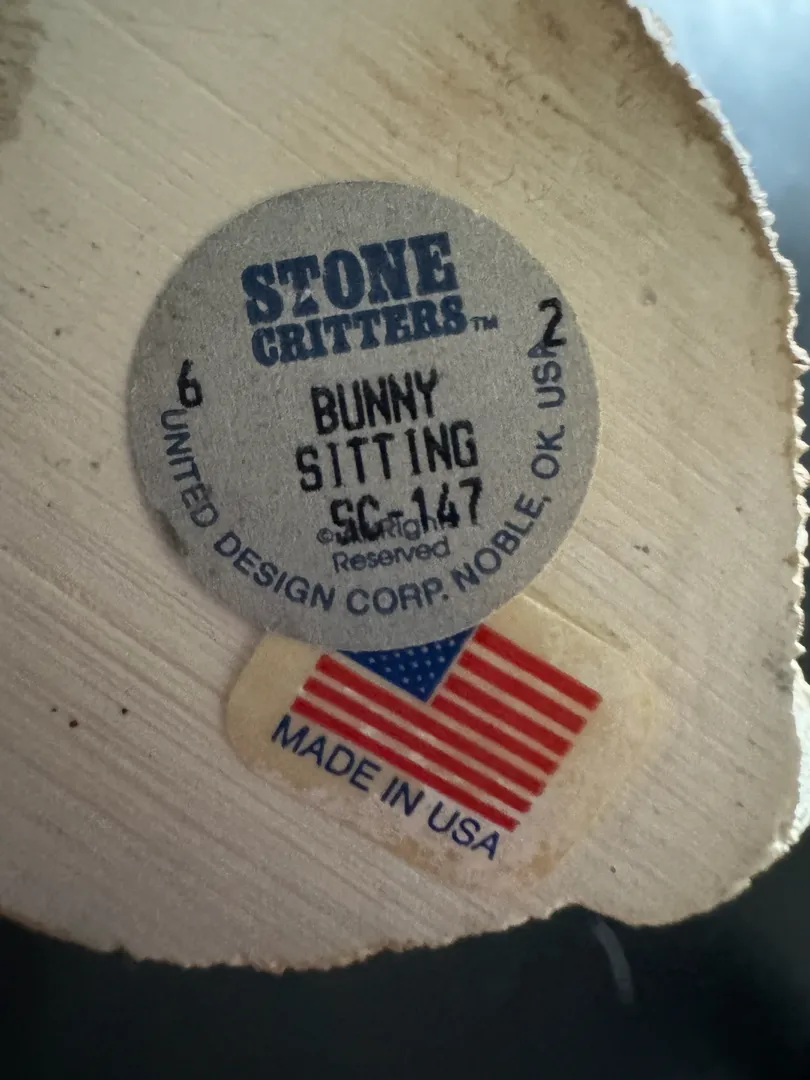 STONE
CRITTERS™
6
2
BUNNY
SITTING
SC-147
Reserved
UNITED DESIGN CORP. NOBLE, OK. USA
MADE IN USA